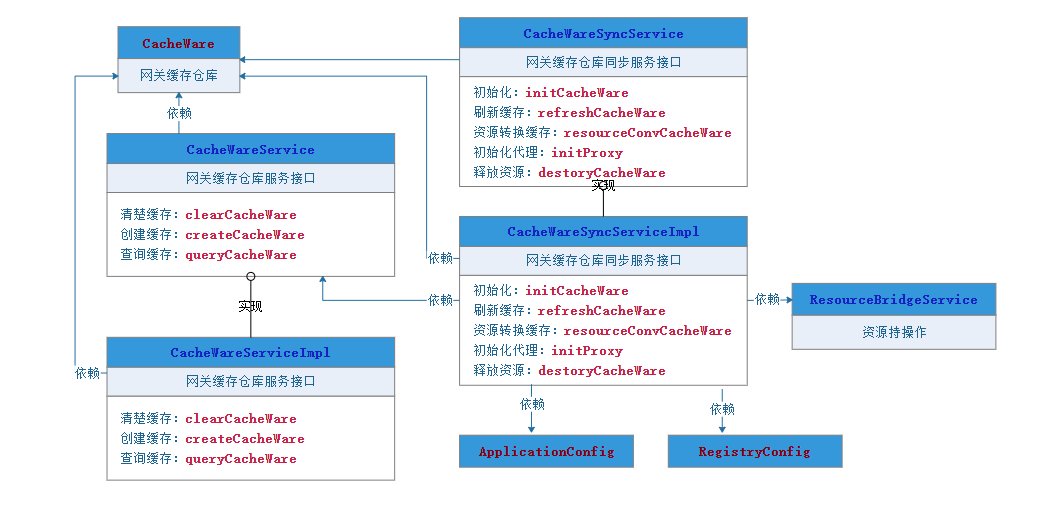 CacheWare
网关缓存仓库
依赖
CacheWareService
网关缓存仓库服务接口
清楚缓存：clearCacheWare
创建缓存：createCacheWare
查询缓存：queryCacheWare
实现
依赖
CacheWareServiceImpl
网关缓存仓库服务接口
清楚缓存：clearCacheWare
创建缓存：createCacheWare
查询缓存：queryCacheWare
CacheWareSyncService
网关缓存仓库同步服务接口
初始化：initCacheWare
刷新缓存：refreshCacheWare
资源转换缓存：resourceConvCacheWare
初始化代理：initProxy
释放资源：destoryCacheWare
实现
CacheWareSyncServiceImpl
网关缓存仓库同步服务接口
依赖
依赖
初始化：initCacheWare
刷新缓存：refreshCacheWare
资源转换缓存：resourceConvCacheWare
初始化代理：initProxy
释放资源：destoryCacheWare
依赖
ResourceBridgeService
资源持操作
依赖
依赖
ApplicationConfig
RegistryConfig